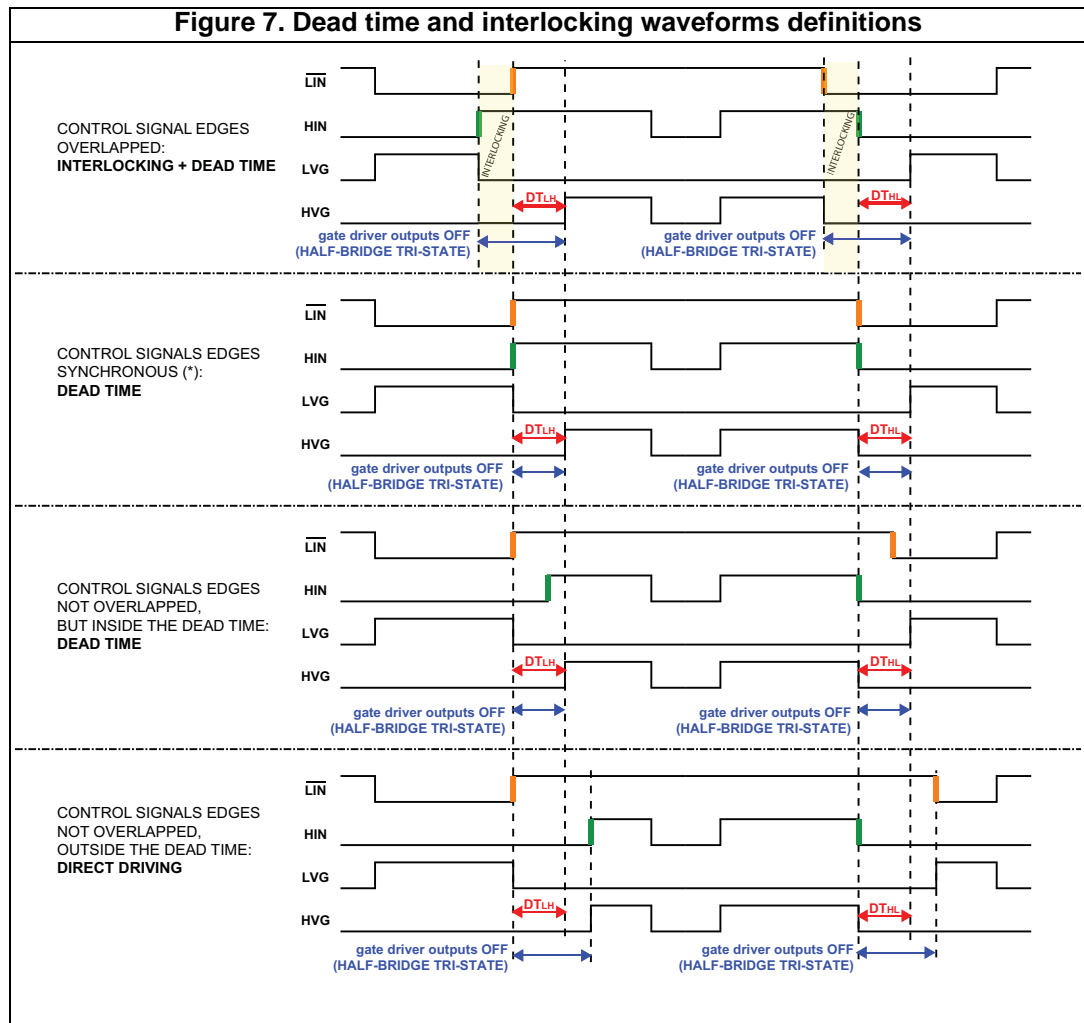 Figure 7. Dead time and interlocking waveforms definitions
CONTROL SIGNAL EDGES
OVERLAPPED:
INTERLOCKING + DEAD TIME
LIN
HIN
LVG
HVG
INTERLOCKING
INTERLOCKING
DTLH
DTHL
gate driver outputs OFF
(HALF-BRIDGE TRI-STATE)
gate driver outputs OFF
(HALF-BRIDGE TRI-STATE)
CONTROL SIGNALS EDGES
SYNCHRONOUS (*):
DEAD TIME
LIN
HIN
LVG
HVG
DTLH
DTHL
gate driver outputs OFF
(HALF-BRIDGE TRI-STATE)
gate driver outputs OFF
(HALF-BRIDGE TRI-STATE)
CONTROL SIGNALS EDGES
NOT OVERLAPPED,
BUT INSIDE THE DEAD TIME:
DEAD TIME
LIN
HIN
LVG
HVG
DTLH
DTHL
gate driver outputs OFF
(HALF-BRIDGE TRI-STATE)
gate driver outputs OFF
(HALF-BRIDGE TRI-STATE)
CONTROL SIGNALS EDGES
NOT OVERLAPPED,
OUTSIDE THE DEAD TIME:
DIRECT DRIVING
LIN
HIN
LVG
HVG
DTLH
DTHL
gate driver outputs OFF
(HALF-BRIDGE TRI-STATE)
gate driver outputs OFF
(HALF-BRIDGE TRI-STATE)